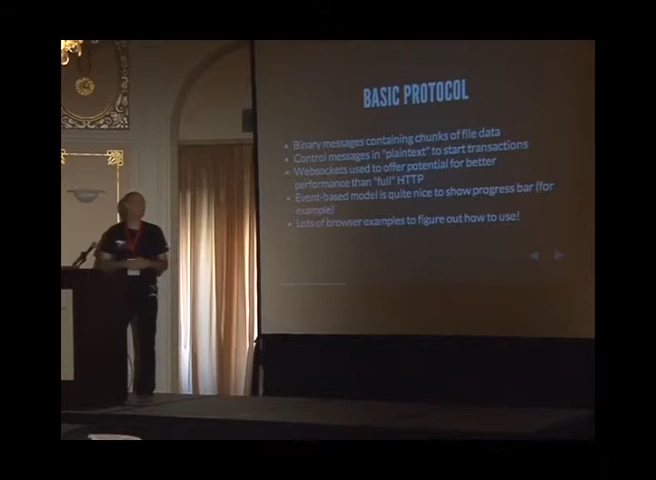 BASIC PROTOCOL
Binary messages containing chunks of file data
Control messages in "plaintext" to start transactions
Websockets used to offer potential for better
performance than "full" HTTP
Event-based model is quite nice to show progress bar (for
example)
Lots of browser examples to figure out how to use!